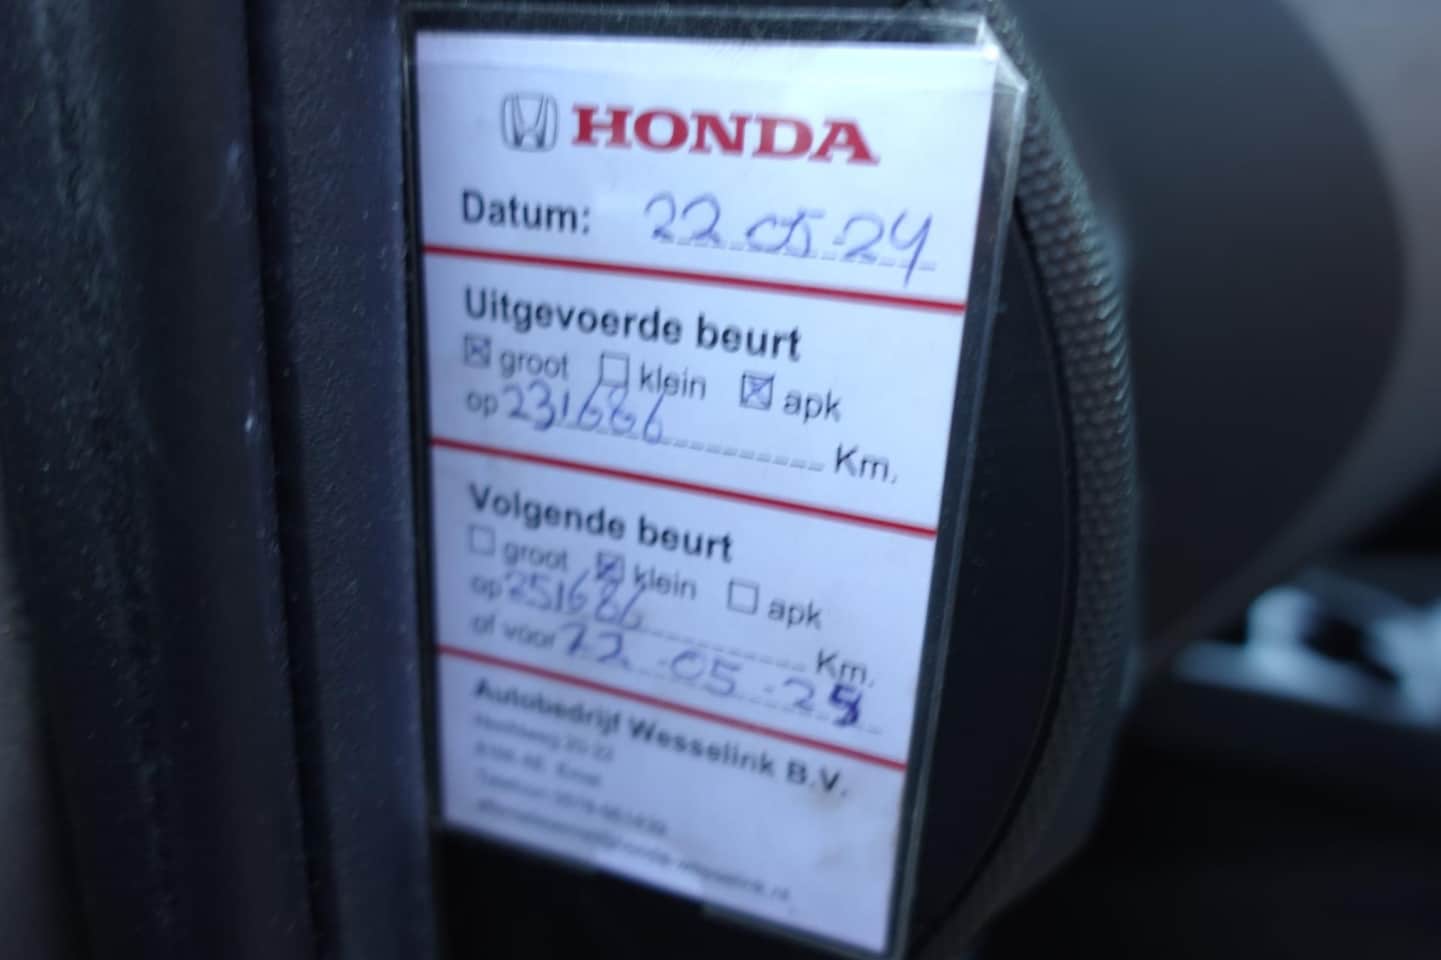 HONDA
Datum: 22-05-24
Uitgevoerde beurt
☒ groot ☐ klein ☒ apk
op 231686 Km.
Volgende beurt
☐ groot ☒ klein ☐ apk
op 251686 Km.
of voor 22-05-25
Autobedrijf Wesselink B.V.